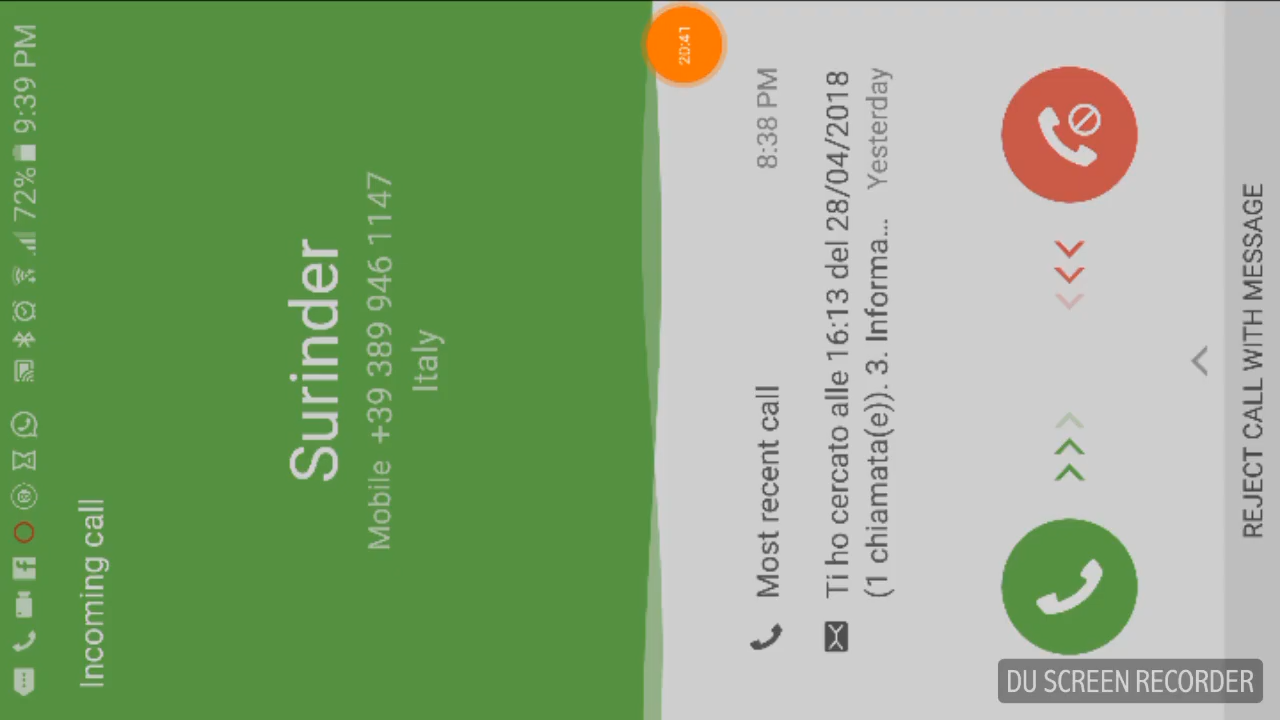 72% 9:39 PM
Incoming call
Surinder
Mobile +39 389 946 1147
Italy
20:41
Most recent call 8:38 PM
Ti ho cercato alle 16:13 del 28/04/2018
(1 chiamata(e)). 3. Informa... Yesterday
REJECT CALL WITH MESSAGE
DU SCREEN RECORDER